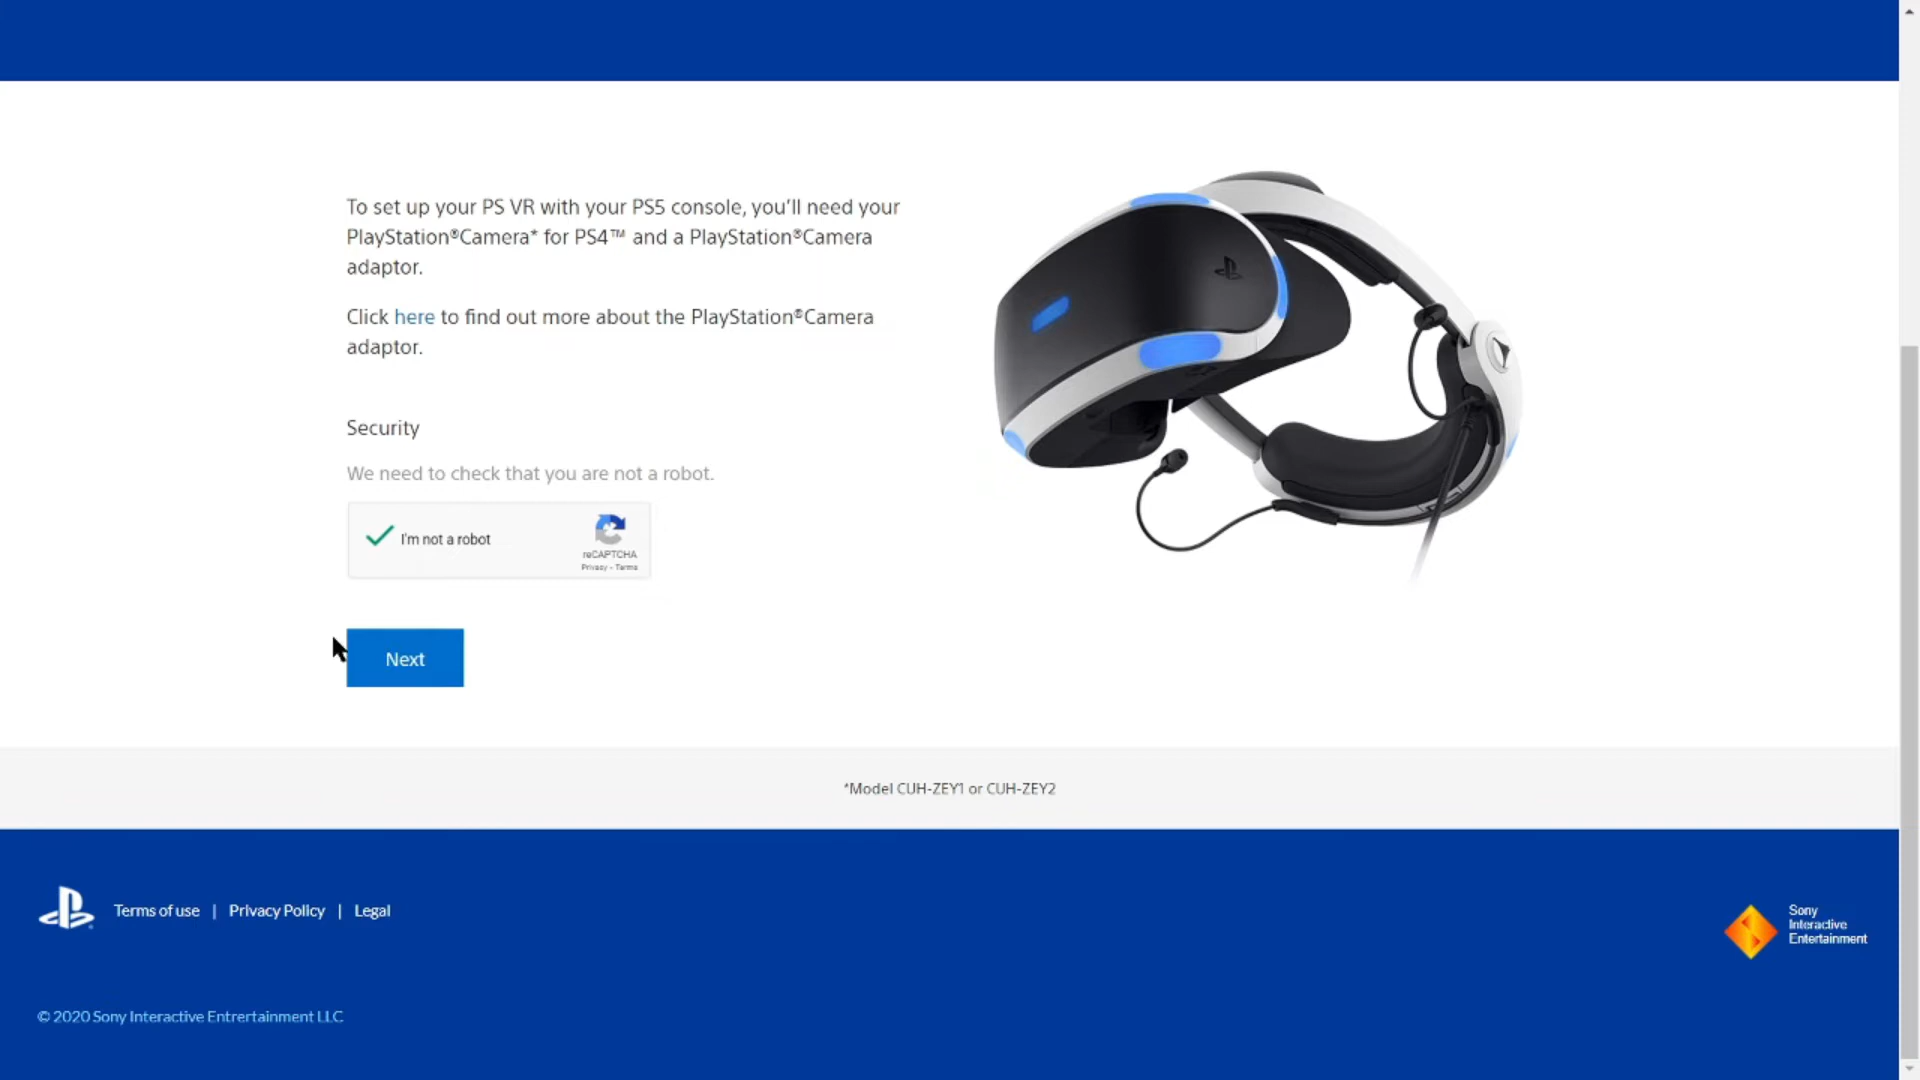 To set up your PS VR with your PS5 console, you'll need your
PlayStation®Camera* for PS4™ and a PlayStation®Camera
adaptor.
Click here to find out more about the PlayStation®Camera
adaptor.
Security
We need to check that you are not a robot.
I'm not a robot
reCAPTCHA
Privacy - Terms
Next
*Model CUH-ZEY1 or CUH-ZEY2
Terms of use | Privacy Policy | Legal
Sony
Interactive
Entertainment
© 2020 Sony Interactive Entrertainment LLC